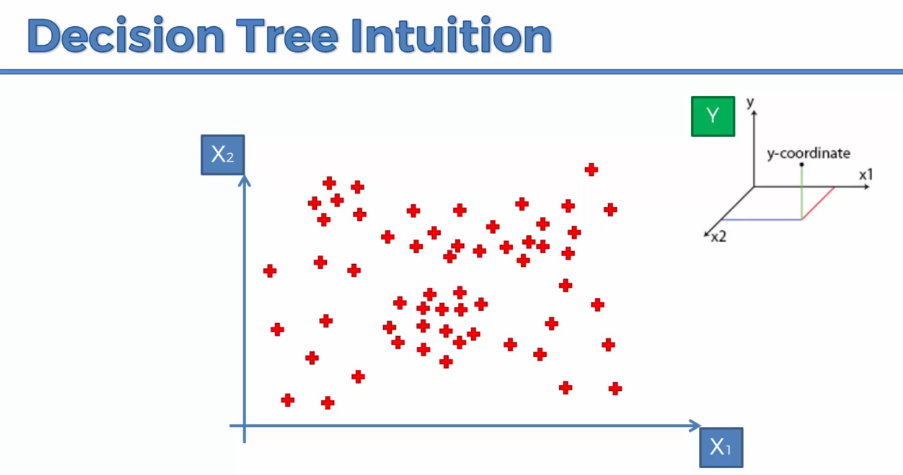 Decision Tree Intuition
X2
Y
y
y-coordinate
x1
x2
X1